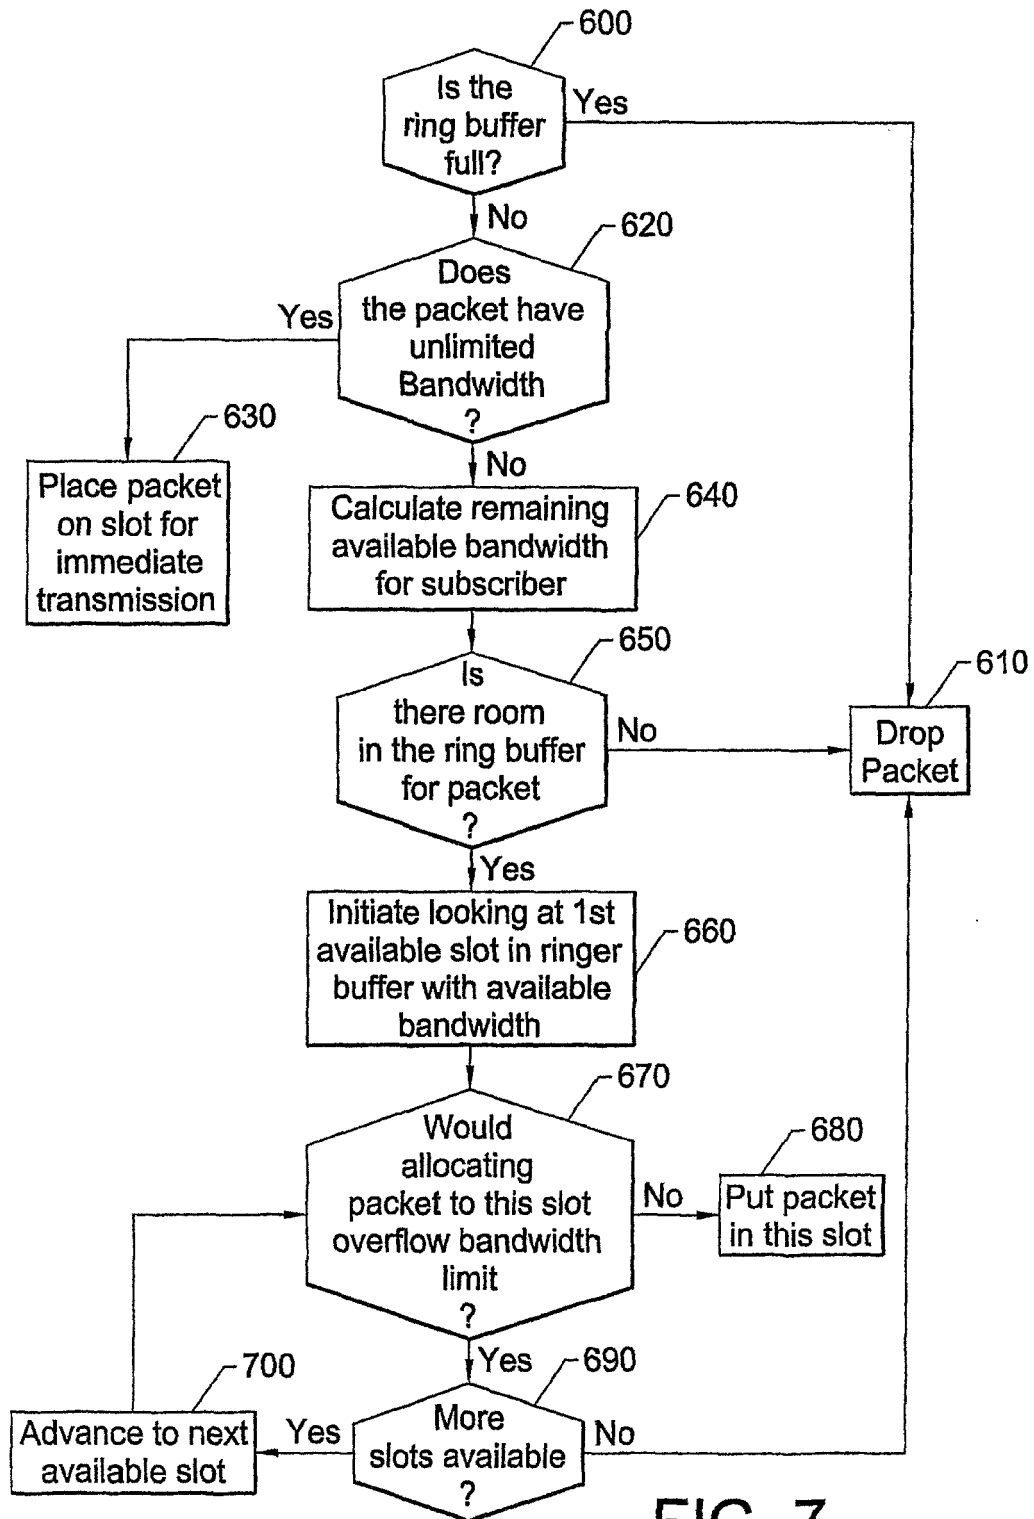 600
Is the
ring buffer
full?
Yes
No
620
Does
the packet have
unlimited
Bandwidth
?
Yes
630
Place packet
on slot for
immediate
transmission
No
640
Calculate remaining
available bandwidth
for subscriber
650
Is
there room
in the ring buffer
for packet
?
No
610
Drop
Packet
Yes
660
Initiate looking at 1st
available slot in ringer
buffer with available
bandwidth
670
Would
allocating
packet to this slot
overflow bandwidth
limit
?
No
680
Put packet
in this slot
Yes
690
More
slots available
?
No
Yes
700
Advance to next
available slot
FIG. 7